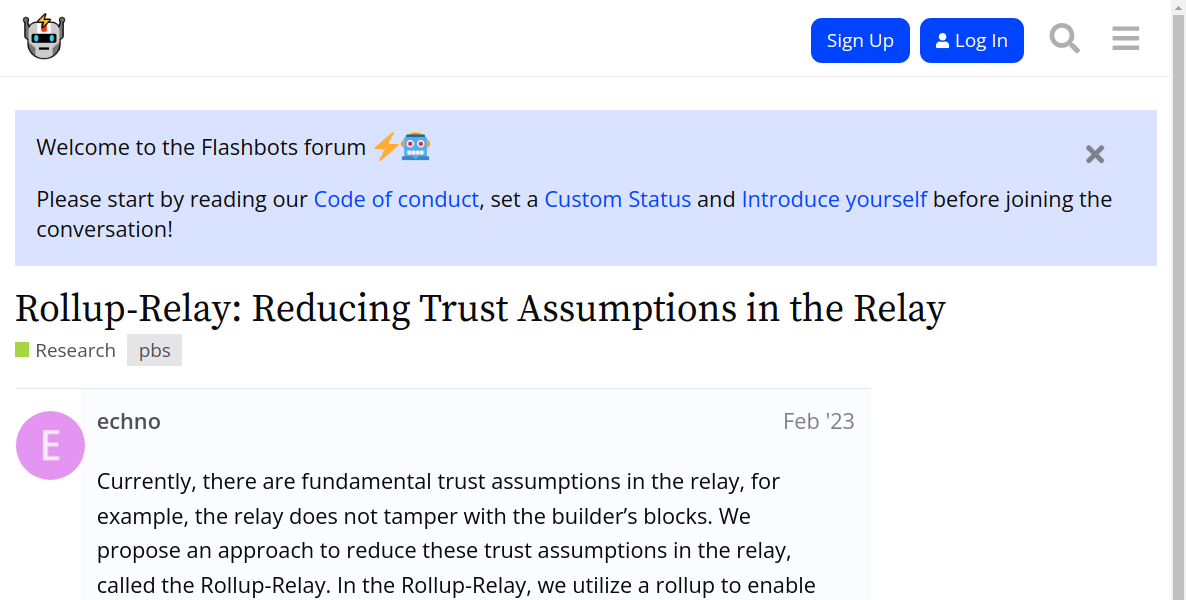 Sign Up
Log In
Welcome to the Flashbots forum
Please start by reading our Code of conduct, set a Custom Status and Introduce yourself before joining the
conversation!
Rollup-Relay: Reducing Trust Assumptions in the Relay
Research pbs
E
echno Feb '23
Currently, there are fundamental trust assumptions in the relay, for
example, the relay does not tamper with the builder’s blocks. We
propose an approach to reduce these trust assumptions in the relay,
called the Rollup-Relay. In the Rollup-Relay, we utilize a rollup to enable